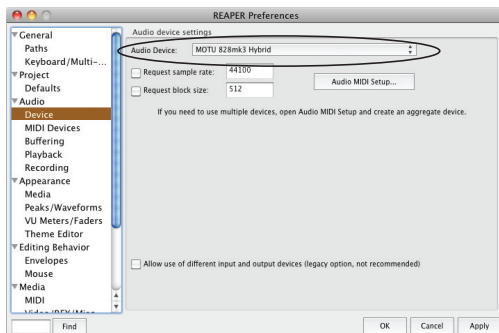 REAPER Preferences
General
Paths
Keyboard/Multi-...
Project
Defaults
Audio
Device
MIDI Devices
Buffering
Playback
Recording
Appearance
Media
Peaks/Waveforms
VU Meters/Faders
Theme Editor
Editing Behavior
Envelopes
Mouse
Media
MIDI
Find
Audio device settings
Audio Device: MOTU 828mk3 Hybrid
Request sample rate: 44100
Request block size: 512
Audio MIDI Setup...
If you need to use multiple devices, open Audio MIDI Setup and create an aggregate device.
Allow use of different input and output devices (legacy option, not recommended)
OK Cancel Apply